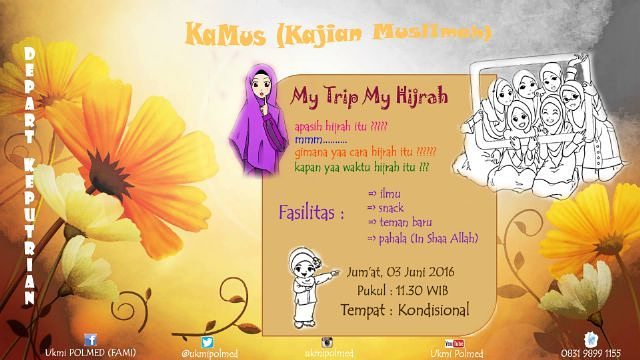 KaMus (Kajian Muslimah)
DEPART KEPUTRIAN
My Trip My Hijrah
apasih hijrah itu ?????
mmm..........
gimana yaa cara hijrah itu ??????
kapan yaa waktu hijrah itu ???
Fasilitas :
=> ilmu
=> snack
=> teman baru
=> pahala (In Shaa Allah)
Jum'at, 03 Juni 2016
Pukul : 11.30 WIB
Tempat : Kondisional
Ukmi POLMED (FAMI)
@ukmipolmed
ukmipolmed
You Tube
Ukmi Polmed
0831 9899 1155